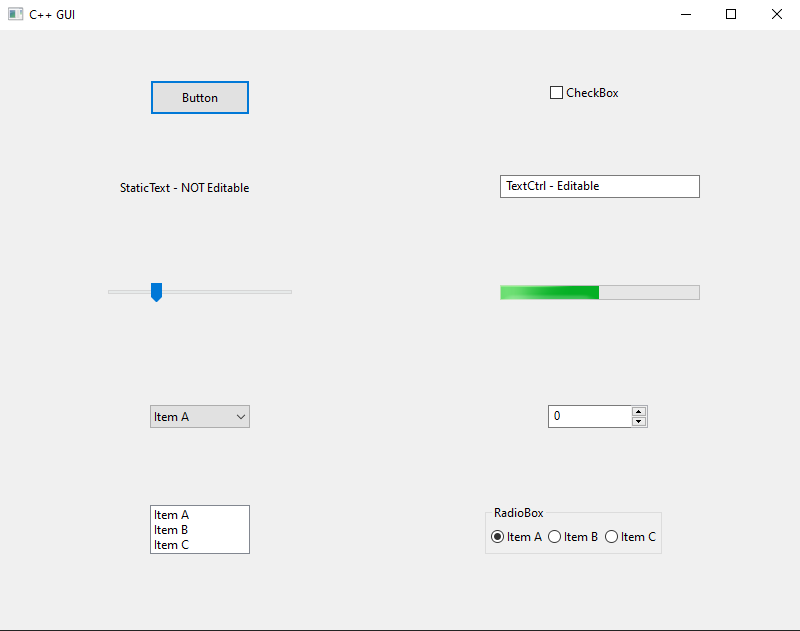 C++ GUI
Button
CheckBox
StaticText - NOT Editable
TextCtrl - Editable
Item A
0
Item A
Item B
Item C
RadioBox
Item A Item B Item C